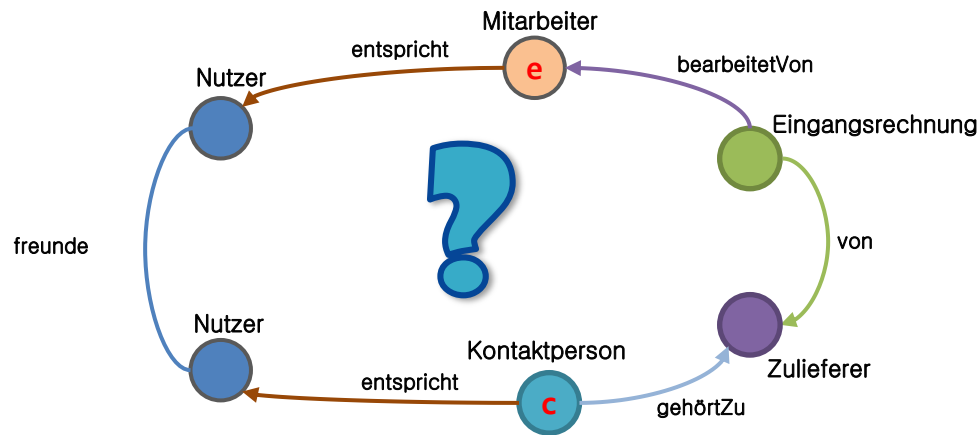 Mitarbeiter
entspricht
e
bearbeitetVon
Nutzer
Eingangsrechnung
?
freunde
von
Nutzer
Kontaktperson
entspricht
c
gehörtZu
Zulieferer